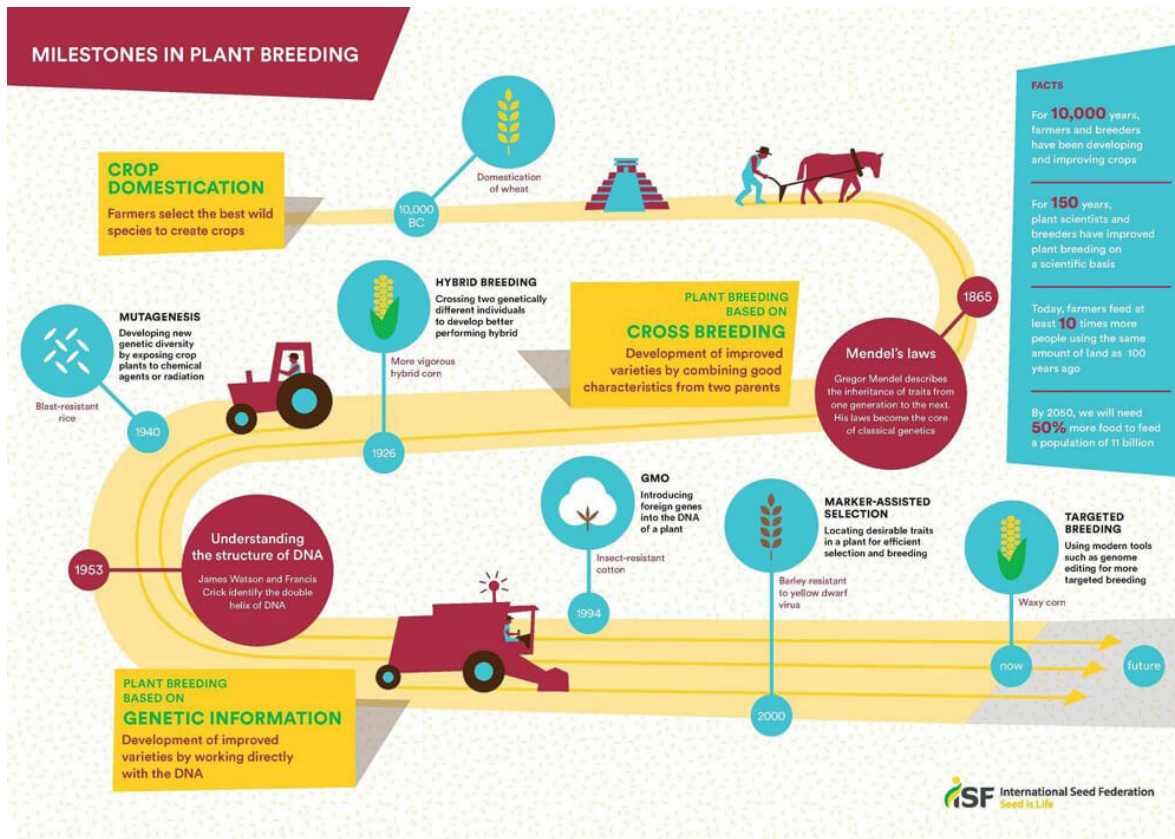 MILESTONES IN PLANT BREEDING
CROP
DOMESTICATION
Farmers select the best wild
species to create crops
10,000
BC
Domestication
of wheat
FACTS
For 10,000 years,
farmers and breeders
have been developing
and improving crops
For 150 years,
plant scientists and
breeders have improved
plant breeding on
a scientific basis
Today, farmers feed at
least 10 times more
people using the same
amount of land as 100
years ago
By 2050, we will need
50% more food to feed
a population of 11 billion
1865
Mendel's laws
Gregor Mendel describes
the inheritance of traits from
one generation to the next.
His laws become the core
of classical genetics
PLANT BREEDING
BASED ON
CROSS BREEDING
Development of improved
varieties by combining good
characteristics from two parents
HYBRID BREEDING
Crossing two genetically
different individuals
to develop better
performing hybrid
More vigorous
hybrid corn
1926
MUTAGENESIS
Developing new
genetic diversity
by exposing crop
plants to chemical
agents or radiation
Blast-resistant
rice
1940
1953
Understanding
the structure of DNA
James Watson and Francis
Crick identify the double
helix of DNA
PLANT BREEDING
BASED ON
GENETIC INFORMATION
Development of improved
varieties by working directly
with the DNA
GMO
Introducing
foreign genes
into the DNA
of a plant
Insect-resistant
cotton
1994
MARKER-ASSISTED
SELECTION
Locating desirable traits
in a plant for efficient
selection and breeding
Barley resistant
to yellow dwarf
virus
2000
TARGETED
BREEDING
Using modern tools
such as genome
editing for more
targeted breeding
Waxy corn
now
future
iSF International Seed Federation
Seed is Life